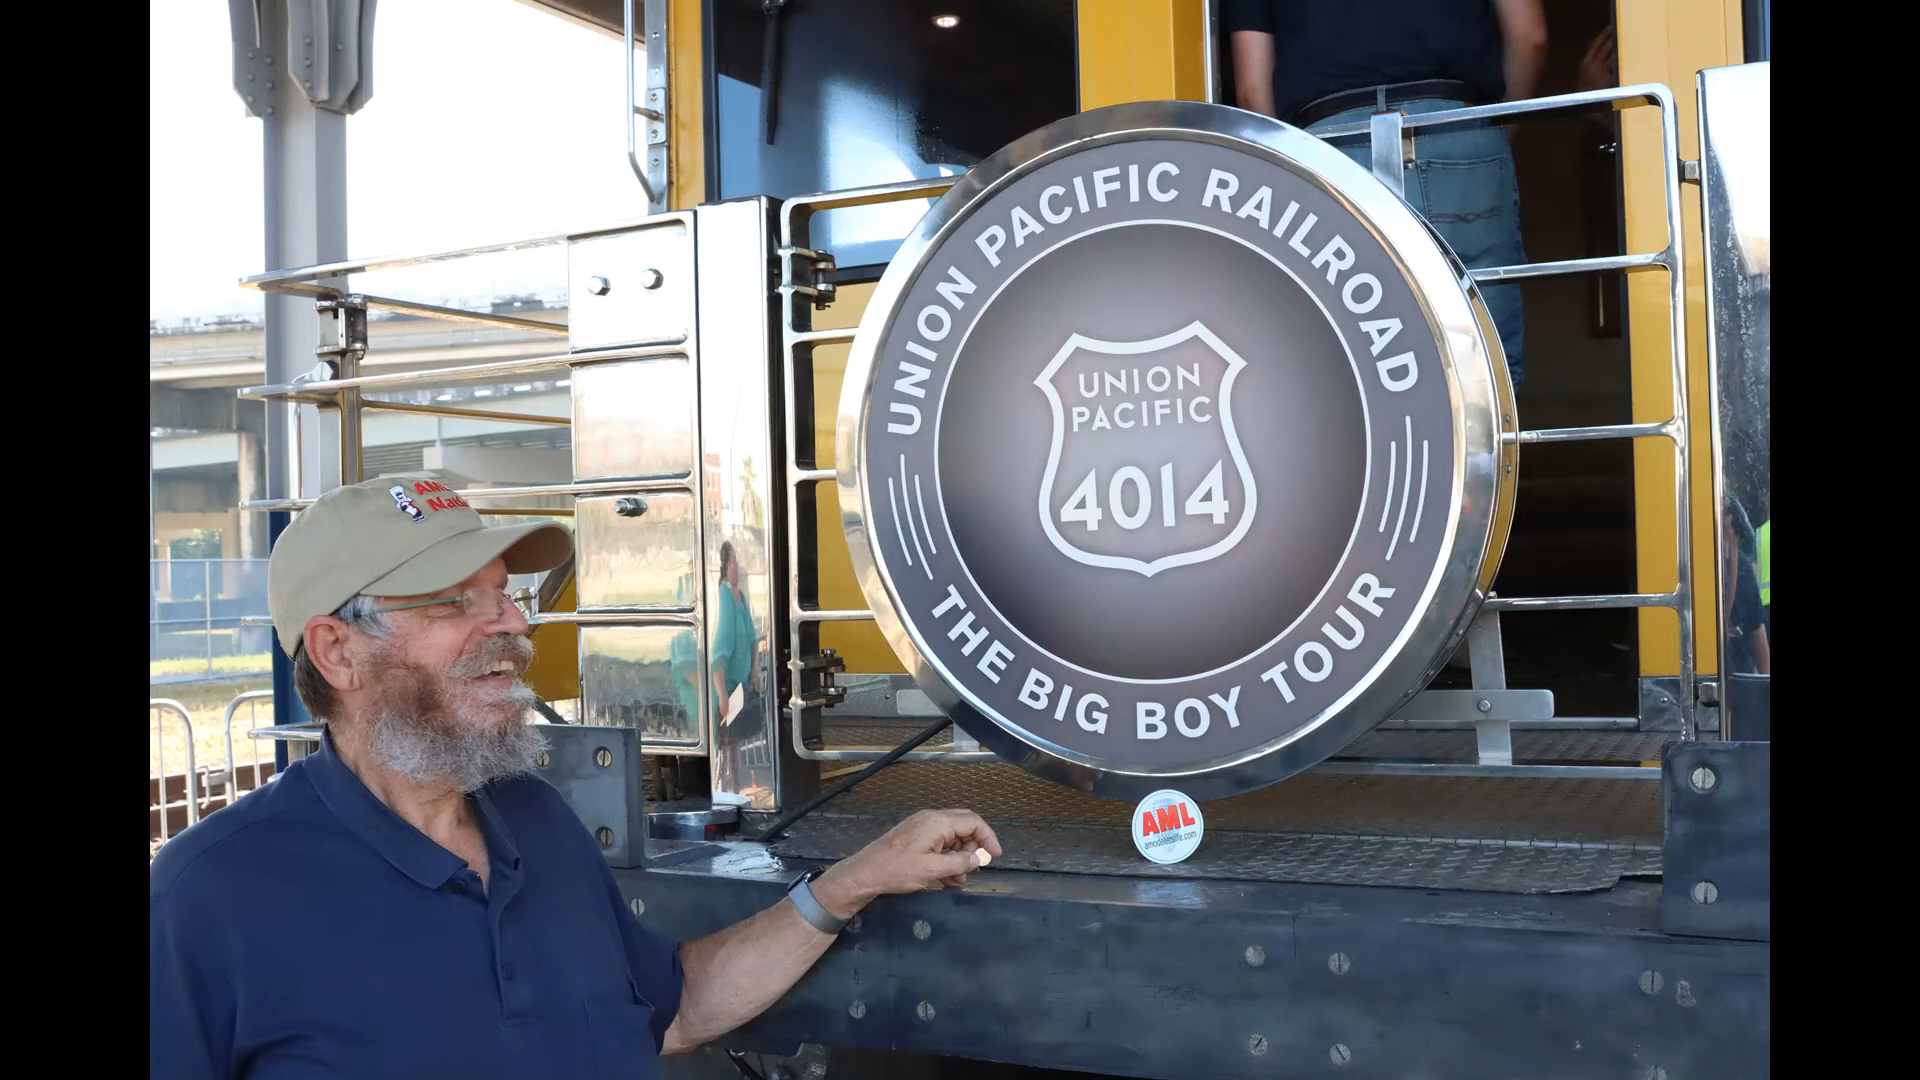 UNION PACIFIC RAILROAD
UNION
PACIFIC
4014
THE BIG BOY TOUR
AML
amodelerslife.com